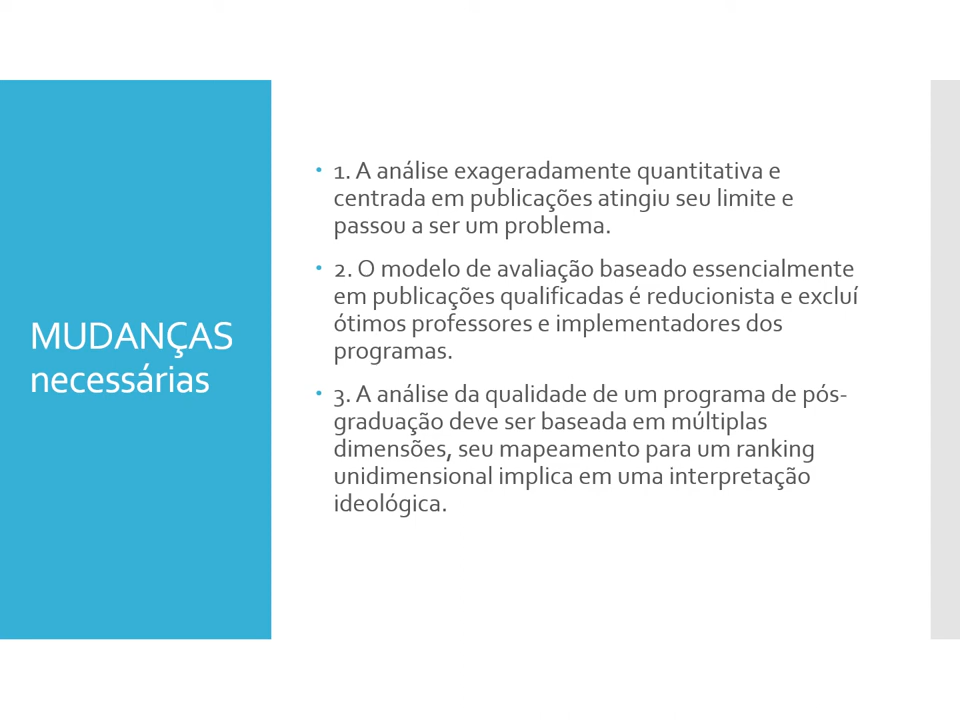 MUDANÇAS
necessárias
• 1. A análise exageradamente quantitativa e
centrada em publicações atingiu seu limite e
passou a ser um problema.
• 2. O modelo de avaliação baseado essencialmente
em publicações qualificadas é reducionista e excluí
ótimos professores e implementadores dos
programas.
• 3. A análise da qualidade de um programa de pós-
graduação deve ser baseada em múltiplas
dimensões, seu mapeamento para um ranking
unidimensional implica em uma interpretação
ideológica.